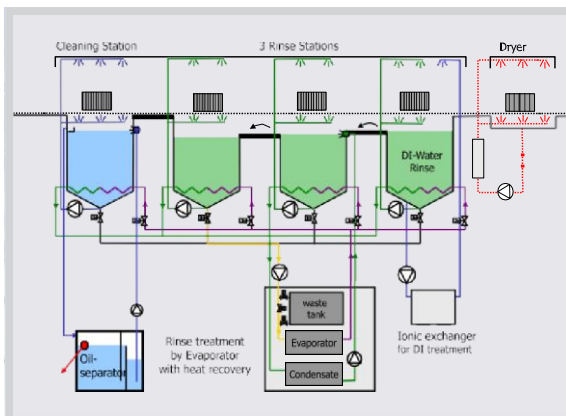 Cleaning Station
3 Rinse Stations
Dryer
DI-Water
Rinse
waste
tank
Evaporator
Condensate
Oil-
separator
Rinse treatment
by Evaporator
with heat recovery
Ionic exchanger
for DI treatment